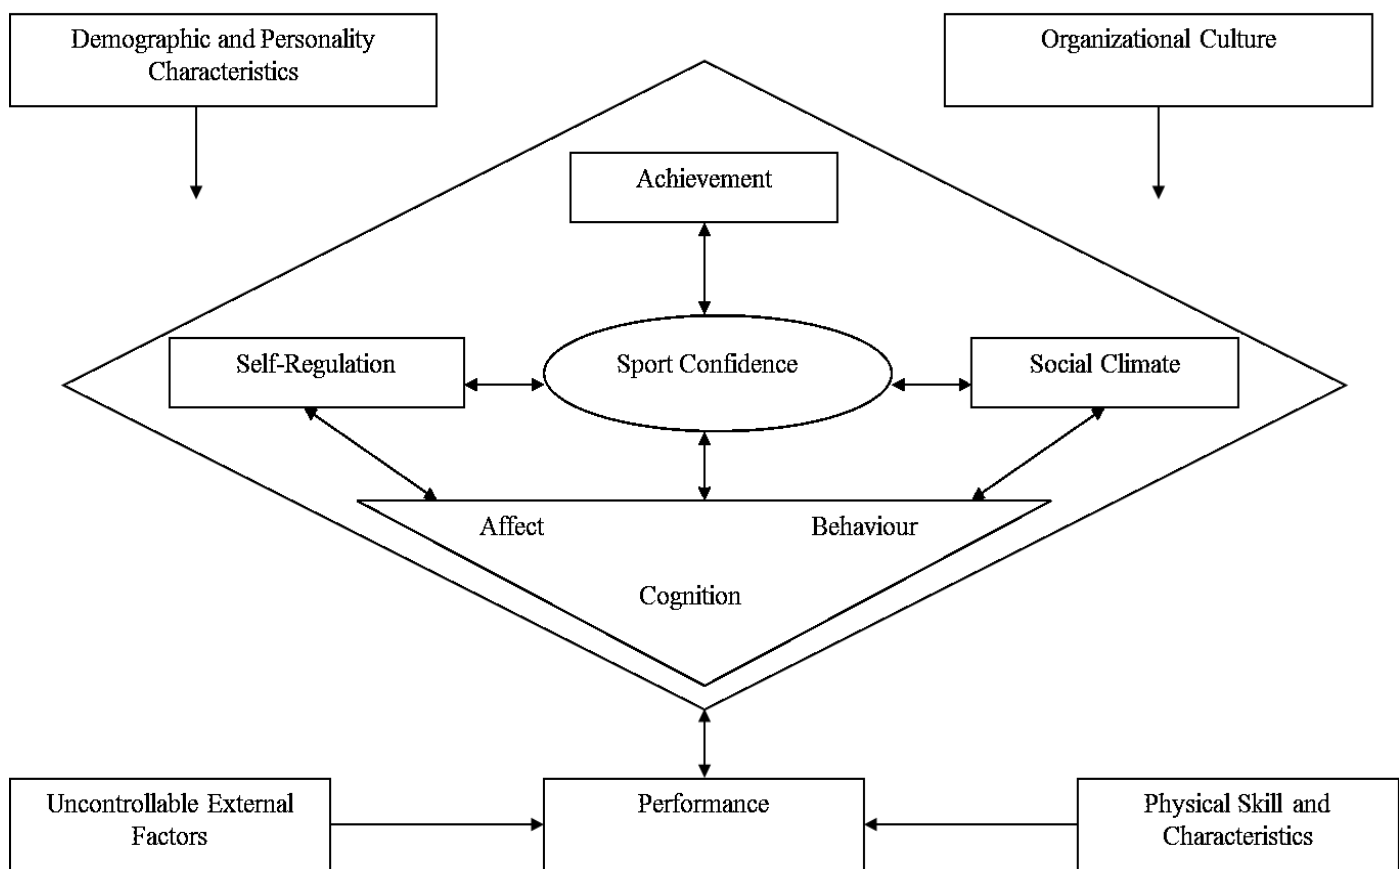 Demographic and Personality
Characteristics
Organizational Culture
Achievement
Self-Regulation
Sport Confidence
Social Climate
Affect
Behaviour
Cognition
Uncontrollable External
Factors
Performance
Physical Skill and
Characteristics